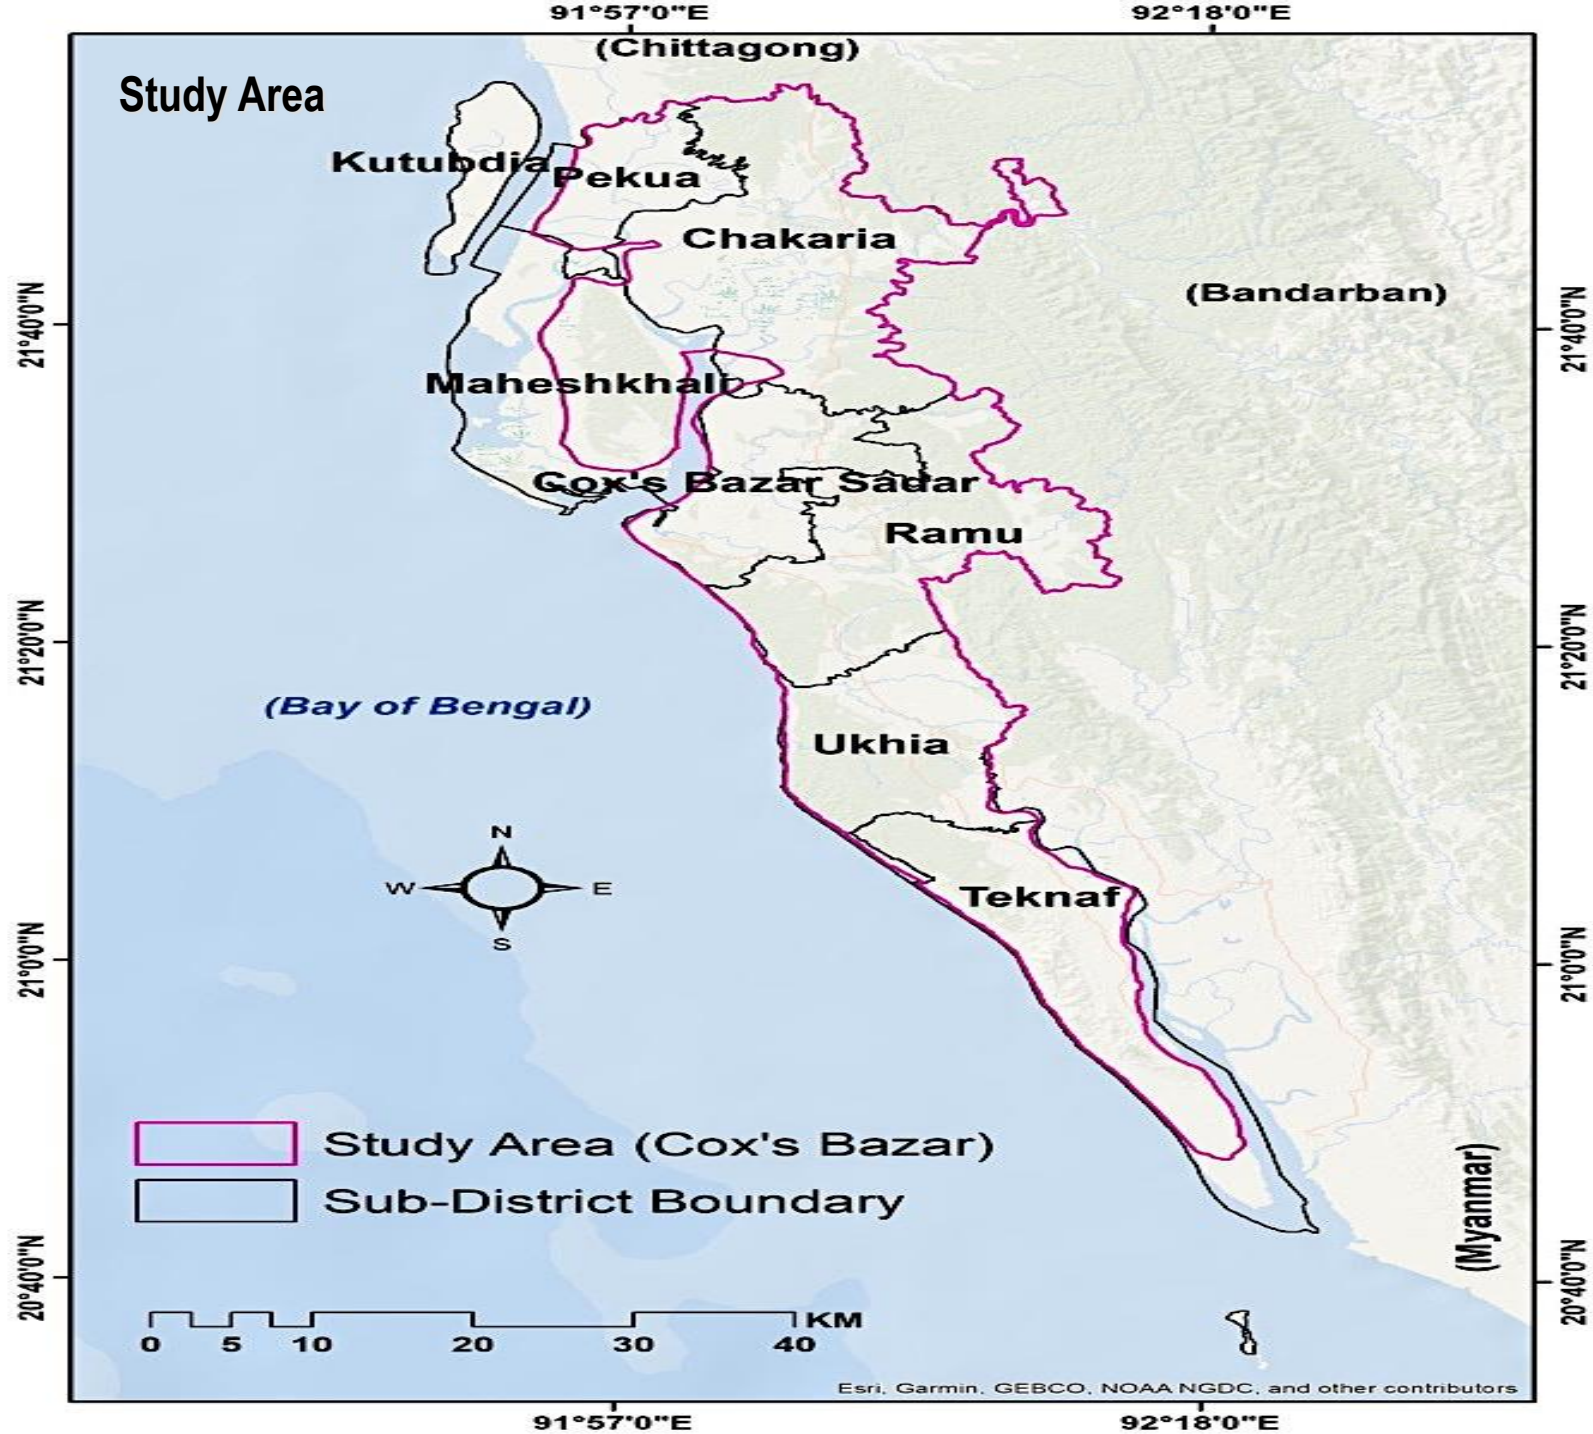 91°57'0"E
92°18'0"E
(Chittagong)
Study Area
Kutubdia
Pekua
Chakaria
(Bandarban)
21°40'0"N
21°40'0"N
Maheshkhali
Cox's Bazar Sadar
Ramu
21°20'0"N
21°20'0"N
(Bay of Bengal)
Ukhia
N
W
E
S
Teknaf
21°0'0"N
21°0'0"N
Study Area (Cox's Bazar)
Sub-District Boundary
(Myanmar)
20°40'0"N
20°40'0"N
KM
0 5 10 20 30 40
Esri, Garmin, GEBCO, NOAA NGDC, and other contributors
91°57'0"E
92°18'0"E